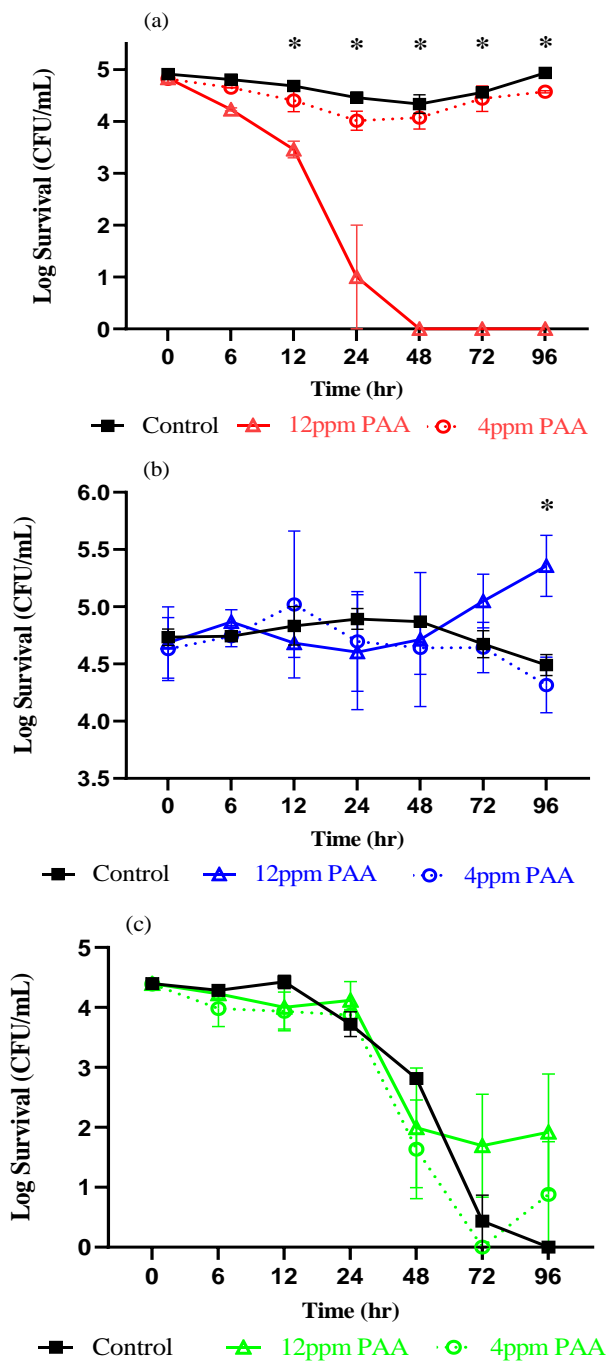 (a)
* * * * *
Log Survival (CFU/mL)
5
4
3
2
1
0
0 6 12 24 48 72 96
Time (hr)
Control 12ppm PAA 4ppm PAA
(b)
*
Log Survival (CFU/mL)
6.0
5.5
5.0
4.5
4.0
3.5
0 6 12 24 48 72 96
Time (hr)
Control 12ppm PAA 4ppm PAA
(c)
Log Survival (CFU/mL)
5
4
3
2
1
0
0 6 12 24 48 72 96
Time (hr)
Control 12ppm PAA 4ppm PAA